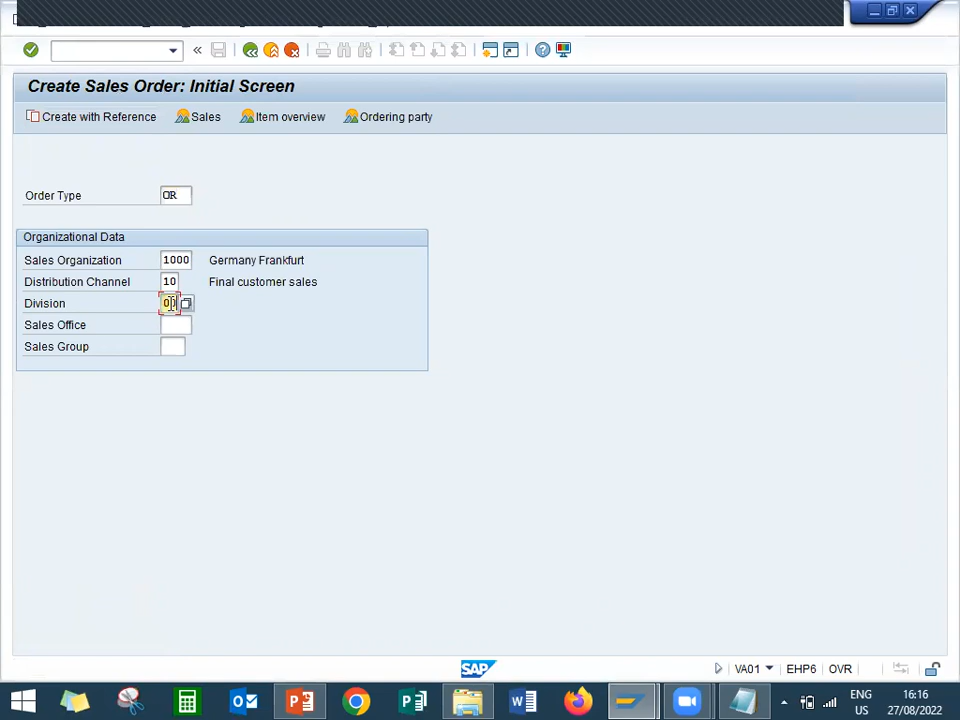 Create Sales Order: Initial Screen
Create with Reference Sales Item overview Ordering party
Order Type OR
Organizational Data
Sales Organization 1000 Germany Frankfurt
Distribution Channel 10 Final customer sales
Division 00
Sales Office
Sales Group
SAP
VA01 EHP6 OVR
ENG 16:16
US 27/08/2022